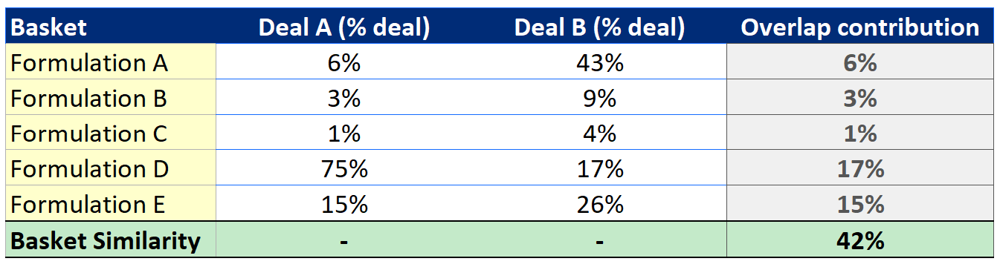 Basket Deal A (% deal) Deal B (% deal) Overlap contribution
Formulation A 6% 43% 6%
Formulation B 3% 9% 3%
Formulation C 1% 4% 1%
Formulation D 75% 17% 17%
Formulation E 15% 26% 15%
Basket Similarity - - 42%